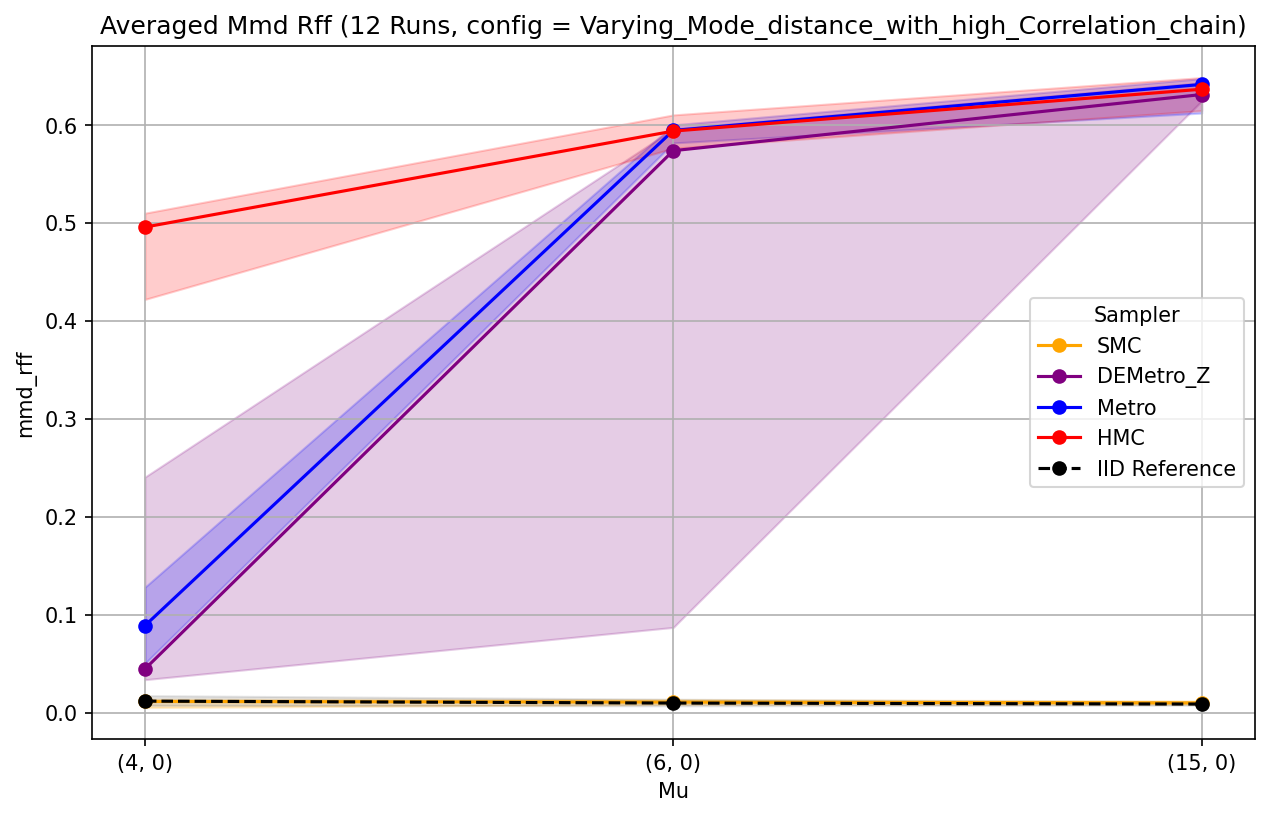 Averaged Mmd Rff (12 Runs, config = Varying_Mode_distance_with_high_Correlation_chain)
mmd_rff
0.6
0.5
0.4
0.3
0.2
0.1
0.0
Sampler
SMC
DEMetro_Z
Metro
HMC
IID Reference
(4, 0)
(6, 0)
(15, 0)
Mu